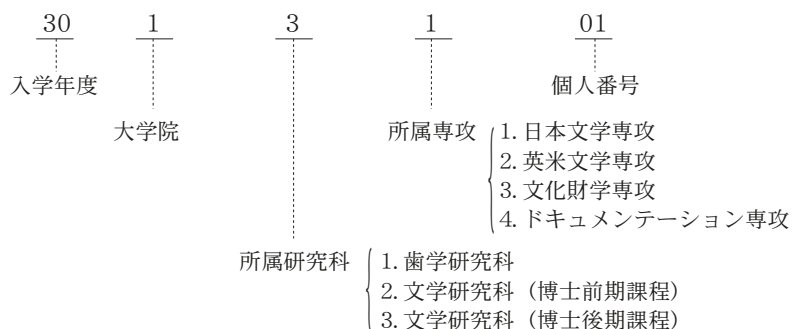 30 1 3 1 01
入学年度 個人番号
大学院 所属専攻 1. 日本文学専攻
2. 英米文学専攻
3. 文化財学専攻
4. ドキュメンテーション専攻
所属研究科 1. 歯学研究科
2. 文学研究科（博士前期課程）
3. 文学研究科（博士後期課程）